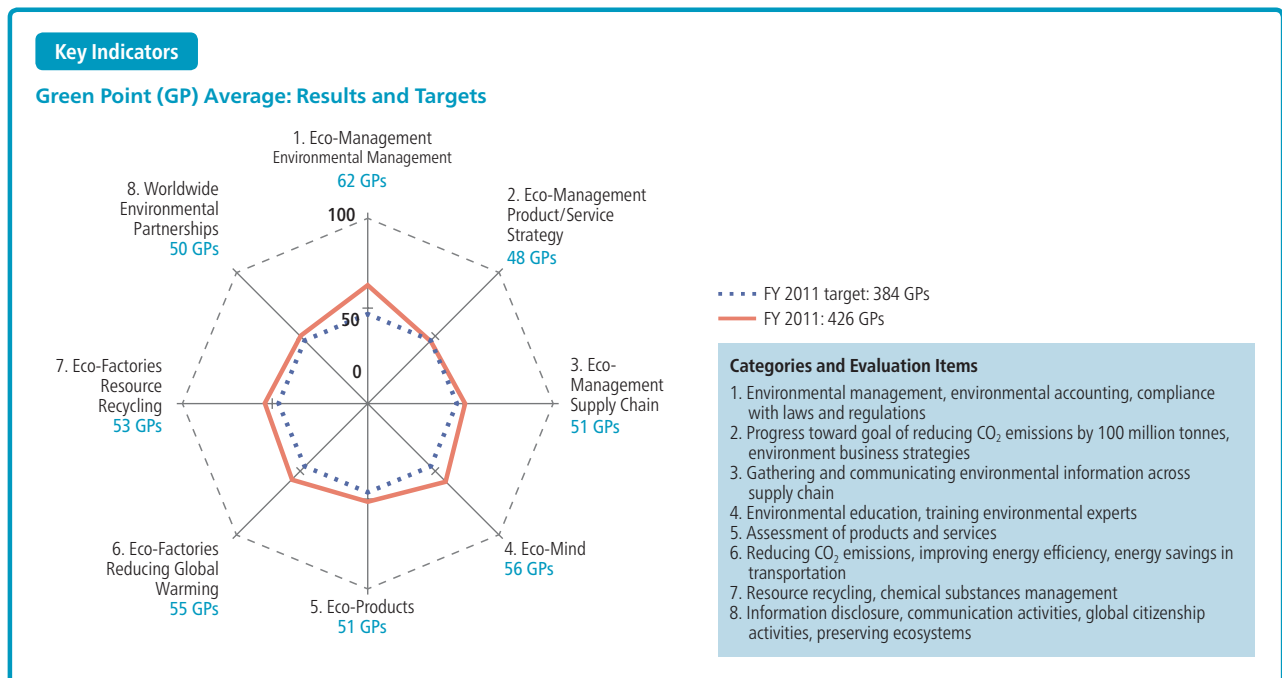 Key Indicators
Green Point (GP) Average: Results and Targets
1. Eco-Management
Environmental Management
62 GPs
2. Eco-Management
Product/Service
Strategy
48 GPs
3. Eco-
Management
Supply Chain
51 GPs
4. Eco-Mind
56 GPs
5. Eco-Products
51 GPs
6. Eco-Factories
Reducing Global
Warming
55 GPs
7. Eco-Factories
Resource
Recycling
53 GPs
8. Worldwide
Environmental
Partnerships
50 GPs
100
50
0
FY 2011 target: 384 GPs
FY 2011: 426 GPs
Categories and Evaluation Items
1. Environmental management, environmental accounting, compliance
with laws and regulations
2. Progress toward goal of reducing CO₂ emissions by 100 million tonnes,
environment business strategies
3. Gathering and communicating environmental information across
supply chain
4. Environmental education, training environmental experts
5. Assessment of products and services
6. Reducing CO₂ emissions, improving energy efficiency, energy savings in
transportation
7. Resource recycling, chemical substances management
8. Information disclosure, communication activities, global citizenship
activities, preserving ecosystems